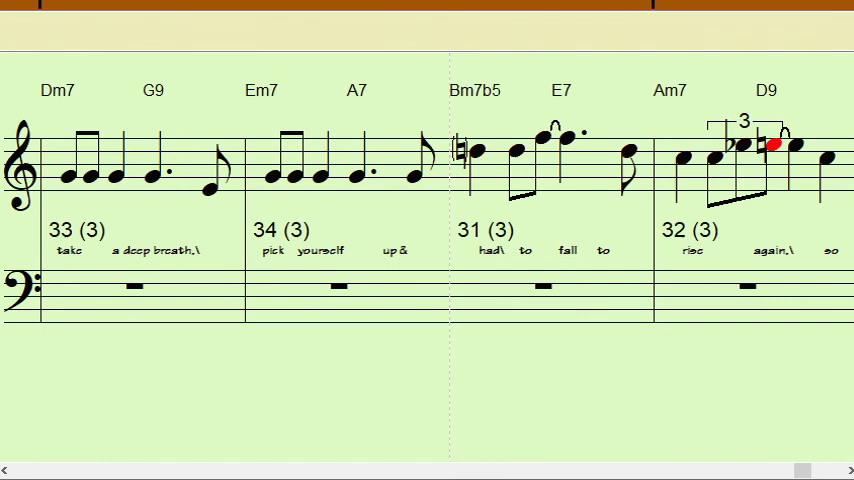 Dm7 G9 Em7 A7 Bm7b5 E7 Am7 D9
3
33 (3) 34 (3) 31 (3) 32 (3)
take a deep breath.\ pick yourself up & had\ to fall to rise again.\ so